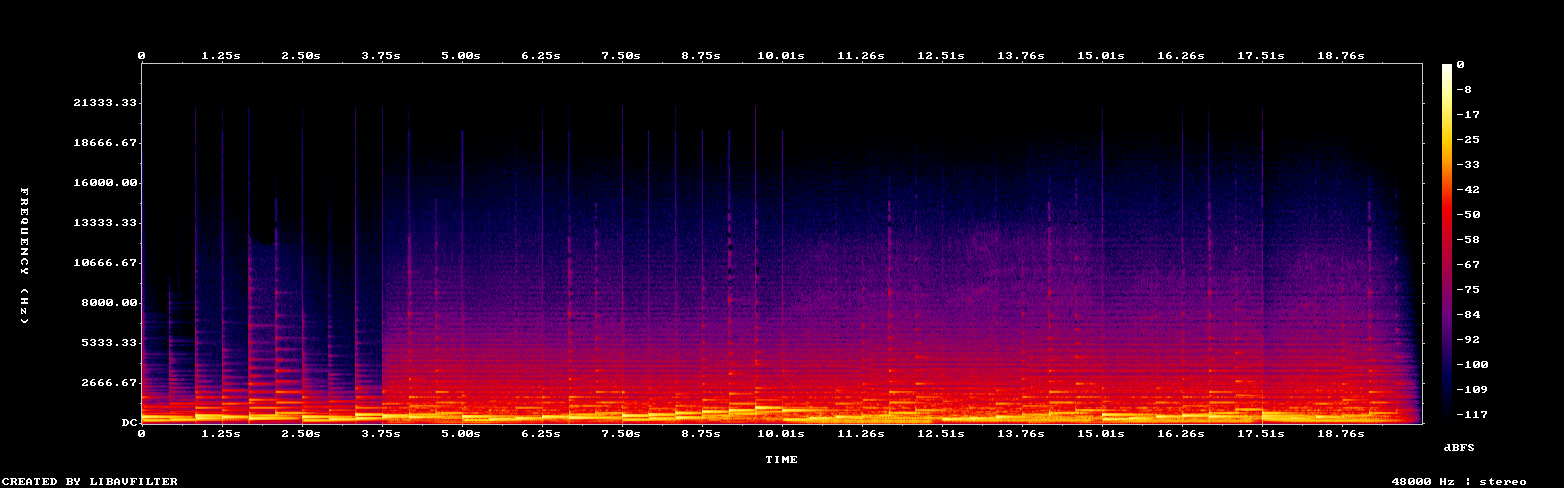 0 1.25s 2.50s 3.75s 5.00s 6.25s 7.50s 8.75s 10.01s 11.26s 12.51s 13.76s 15.01s 16.26s 17.51s 18.76s
0
21333.33
-8
-17
18666.67
-25
-33
16000.00
-42
-50
13333.33
-58
10666.67
-67
-75
8000.00
-84
-92
5333.33
-100
2666.67
-109
-117
DC
FREQUENCY (Hz)
0 1.25s 2.50s 3.75s 5.00s 6.25s 7.50s 8.75s 10.01s 11.26s 12.51s 13.76s 15.01s 16.26s 17.51s 18.76s
dBFS
TIME
CREATED BY LIBAVFILTER
48000 Hz | stereo